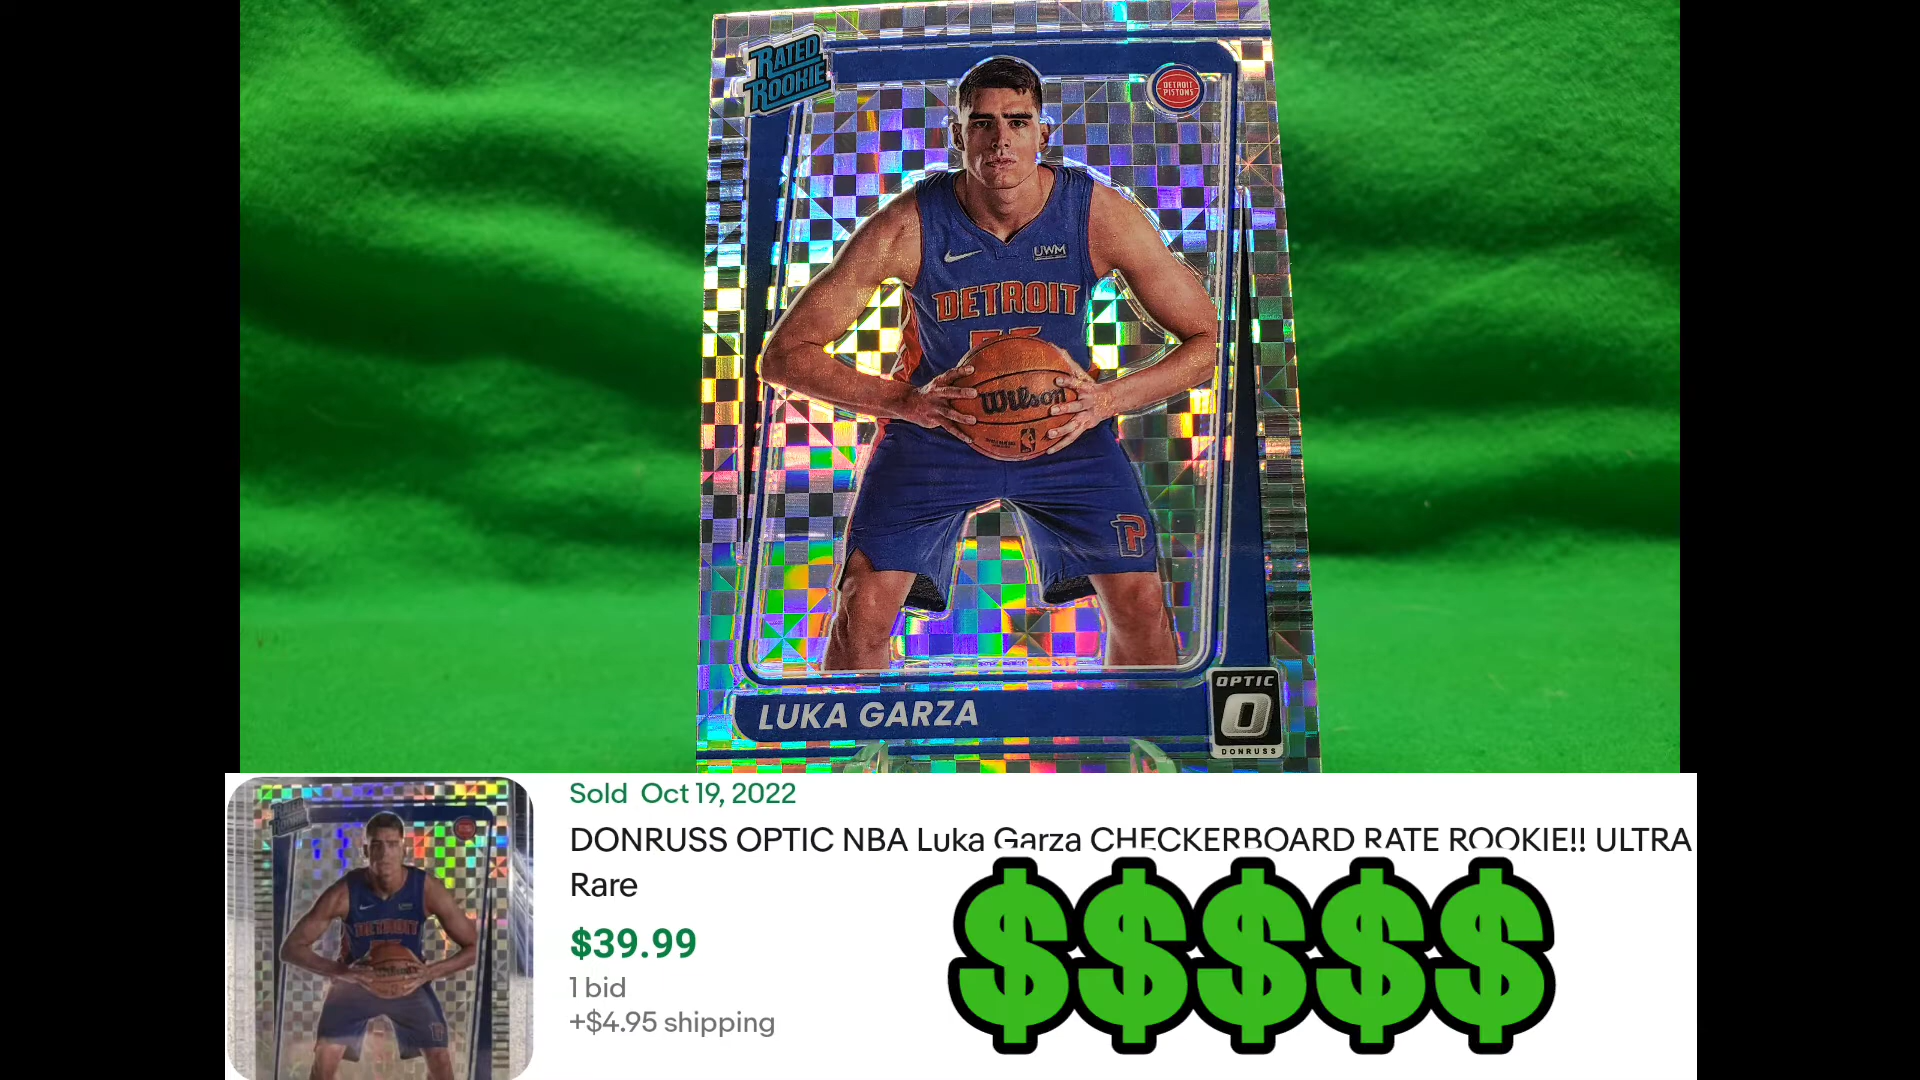 RATED
ROOKIE
DETROIT
PISTONS
UWM
DETROIT
Wilson
LUKA GARZA
OPTIC
DONRUSS
Sold Oct 19, 2022
DONRUSS OPTIC NBA Luka Garza CHECKERBOARD RATE ROOKIE!! ULTRA
Rare
$39.99
1 bid
+$4.95 shipping
$$$$$